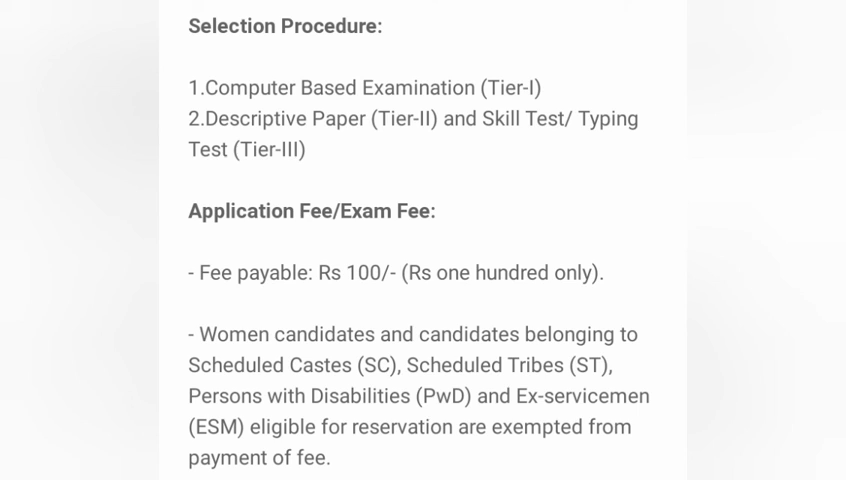 Selection Procedure:
1.Computer Based Examination (Tier-I)
2.Descriptive Paper (Tier-II) and Skill Test/ Typing
Test (Tier-III)
Application Fee/Exam Fee:
- Fee payable: Rs 100/- (Rs one hundred only).
- Women candidates and candidates belonging to
Scheduled Castes (SC), Scheduled Tribes (ST),
Persons with Disabilities (PwD) and Ex-servicemen
(ESM) eligible for reservation are exempted from
payment of fee.